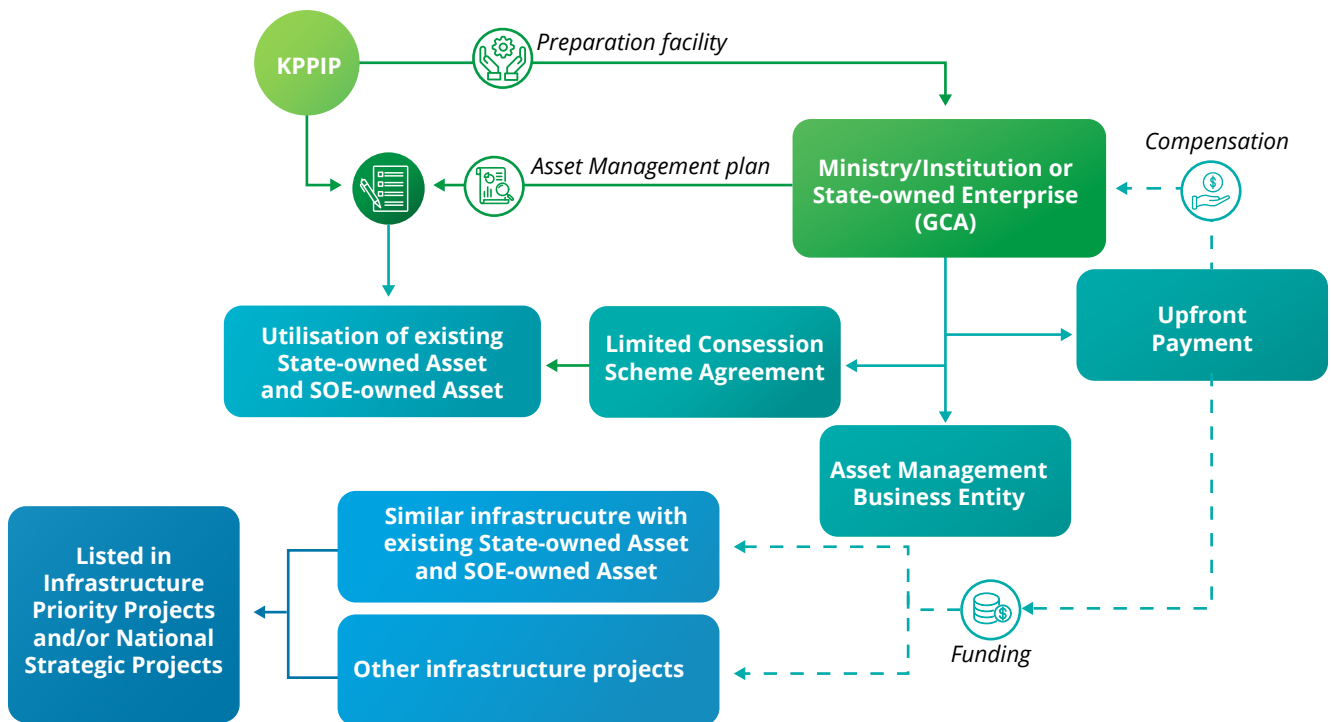 Preparation facility
KPPIP
Compensation
Asset Management plan
Ministry/Institution or
State-owned Enterprise
(GCA)
Utilisation of existing
State-owned Asset
and SOE-owned Asset
Limited Consession
Scheme Agreement
Upfront
Payment
Asset Management
Business Entity
Similar infrastrucutre with
existing State-owned Asset
and SOE-owned Asset
Listed in
Infrastructure
Priority Projects
and/or National
Strategic Projects
Other infrastructure projects
Funding